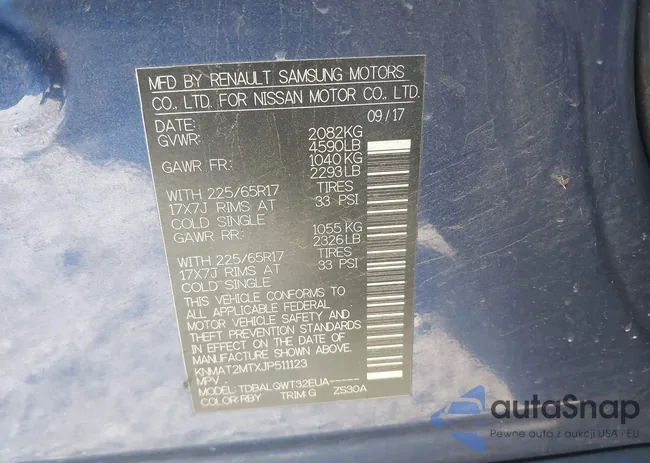 MFD BY RENAULT SAMSUNG MOTORS
CO., LTD. FOR NISSAN MOTOR CO., LTD.
DATE: 09/17
GVWR: 2082KG
4590LB
GAWR FR: 1040KG
2293LB
WITH 225/65R17 TIRES
17X7J RIMS AT 33 PSI
COLD SINGLE
GAWR RR: 1055 KG
2326LB
WITH 225/65R17 TIRES
17X7J RIMS AT 33 PSI
COLD SINGLE
THIS VEHICLE CONFORMS TO
ALL APPLICABLE FEDERAL
MOTOR VEHICLE SAFETY AND
THEFT PREVENTION STANDARDS
IN EFFECT ON THE DATE OF
MANUFACTURE SHOWN ABOVE.
KNMAT2MTXJP511123
MPV
MODEL: TDBALQWT32EUA-----
COLOR:RBY TRIM:G ZS30A
autoSnap
Pewne auta z aukcji USA i EU